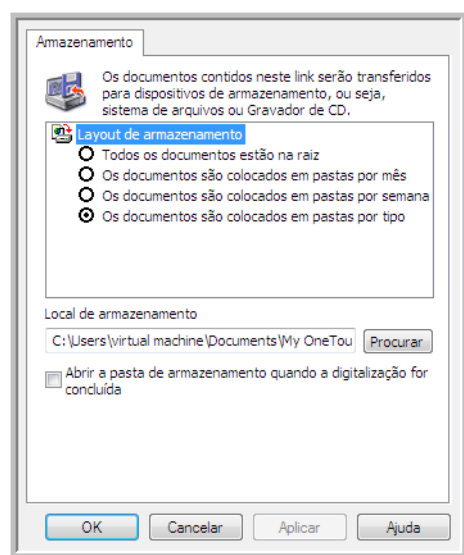 Armazenamento
Os documentos contidos neste link serão transferidos
para dispositivos de armazenamento, ou seja,
sistema de arquivos ou Gravador de CD.
Layout de armazenamento
Todos os documentos estão na raiz
Os documentos são colocados em pastas por mês
Os documentos são colocados em pastas por semana
Os documentos são colocados em pastas por tipo
Local de armazenamento
C:\Users\virtual machine\Documents\My OneTou
Procurar
Abrir a pasta de armazenamento quando a digitalização for
concluída
OK
Cancelar
Aplicar
Ajuda